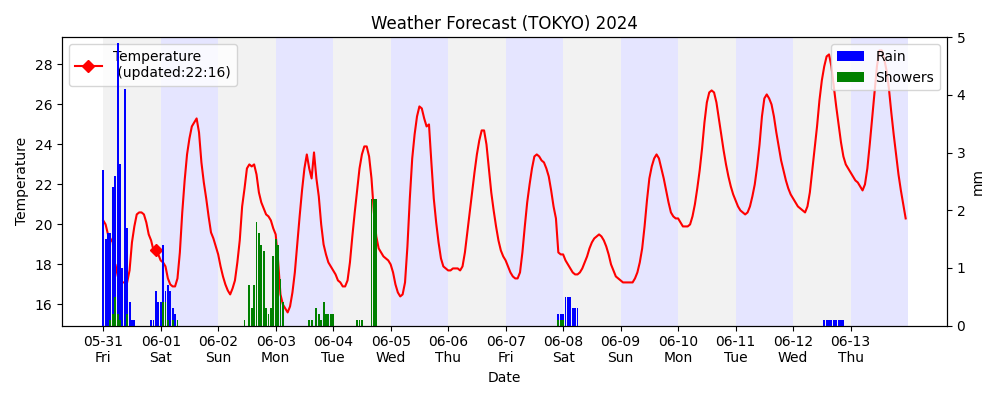 Weather Forecast (TOKYO) 2024
Temperature
(updated:22:16)
Rain
Showers
Temperature
28
26
24
22
20
18
16
5
4
3
2
1
0
mm
05-31 06-01 06-02 06-03 06-04 06-05 06-06 06-07 06-08 06-09 06-10 06-11 06-12 06-13
Fri Sat Sun Mon Tue Wed Thu Fri Sat Sun Mon Tue Wed Thu
Date